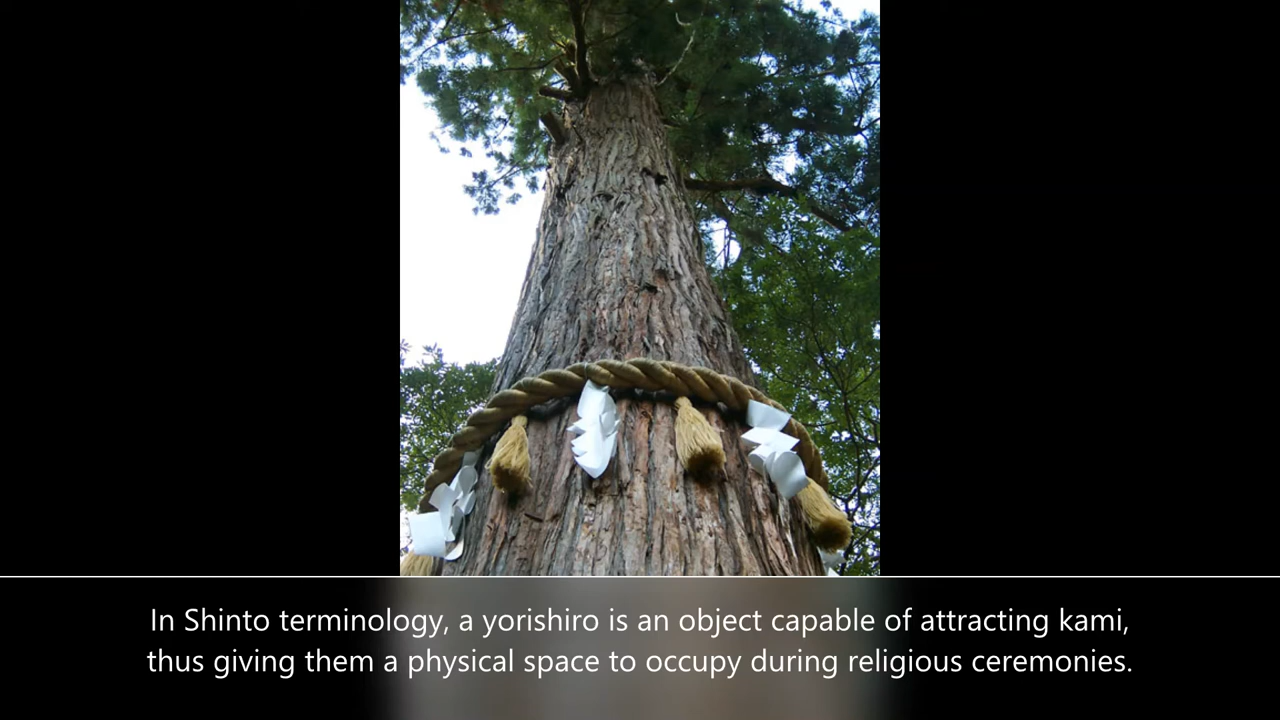 In Shinto terminology, a yorishiro is an object capable of attracting kami,
thus giving them a physical space to occupy during religious ceremonies.